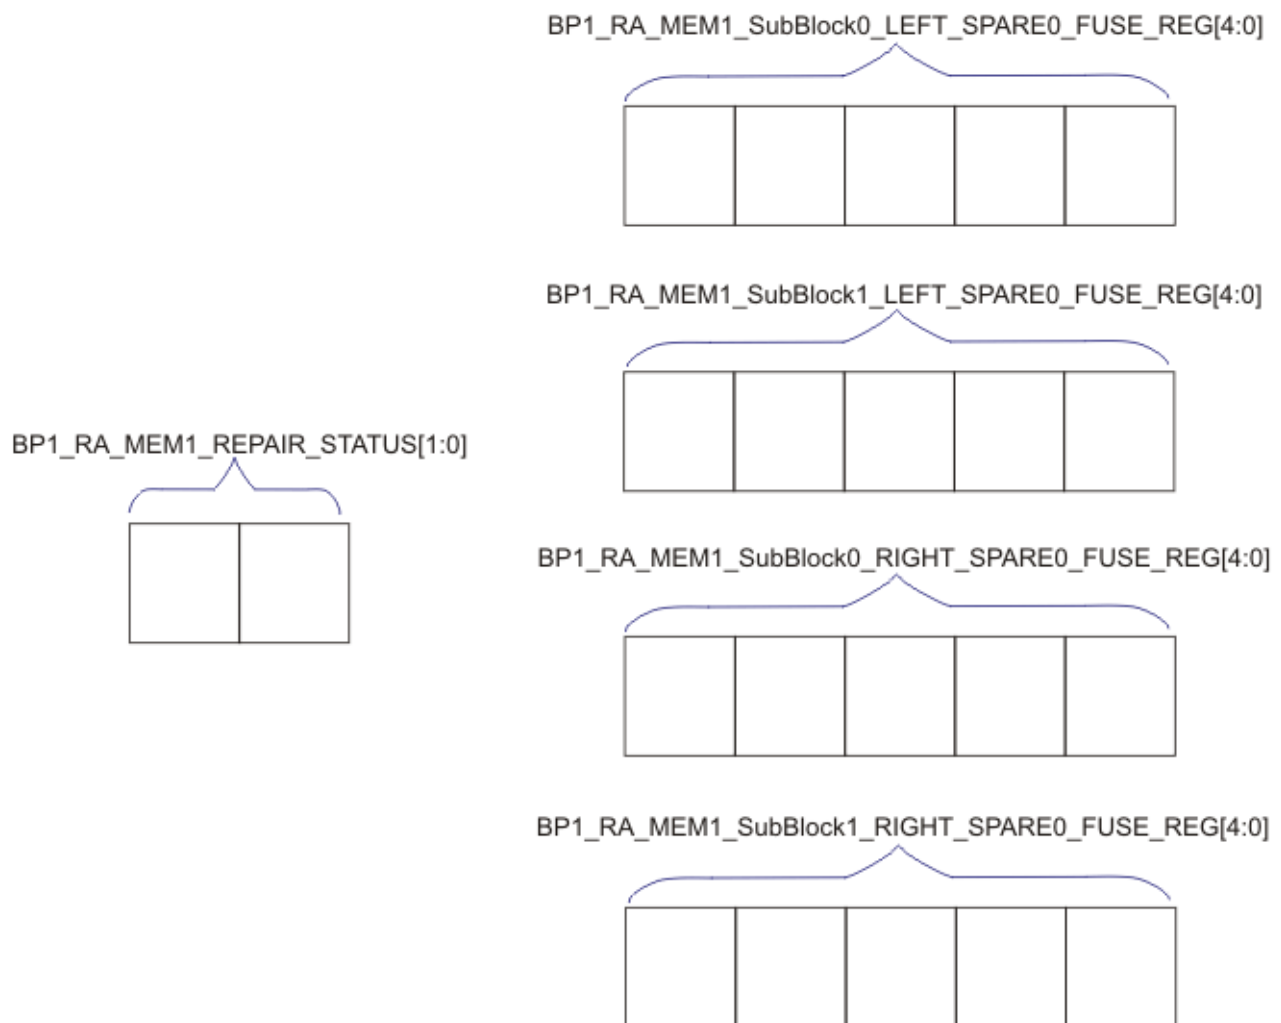 BP1_RA_MEM1_SubBlock0_LEFT_SPARE0_FUSE_REG[4:0]
BP1_RA_MEM1_SubBlock1_LEFT_SPARE0_FUSE_REG[4:0]
BP1_RA_MEM1_REPAIR_STATUS[1:0]
BP1_RA_MEM1_SubBlock0_RIGHT_SPARE0_FUSE_REG[4:0]
BP1_RA_MEM1_SubBlock1_RIGHT_SPARE0_FUSE_REG[4:0]